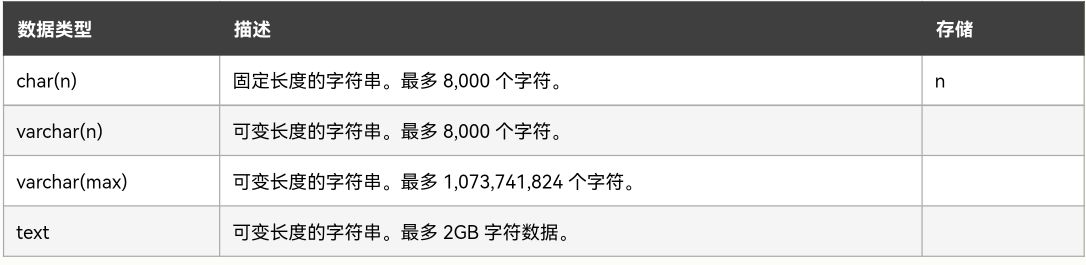 数据类型 描述 存储
char(n) 固定长度的字符串。最多 8,000 个字符。 n
varchar(n) 可变长度的字符串。最多 8,000 个字符。
varchar(max) 可变长度的字符串。最多 1,073,741,824 个字符。
text 可变长度的字符串。最多 2GB 字符数据。